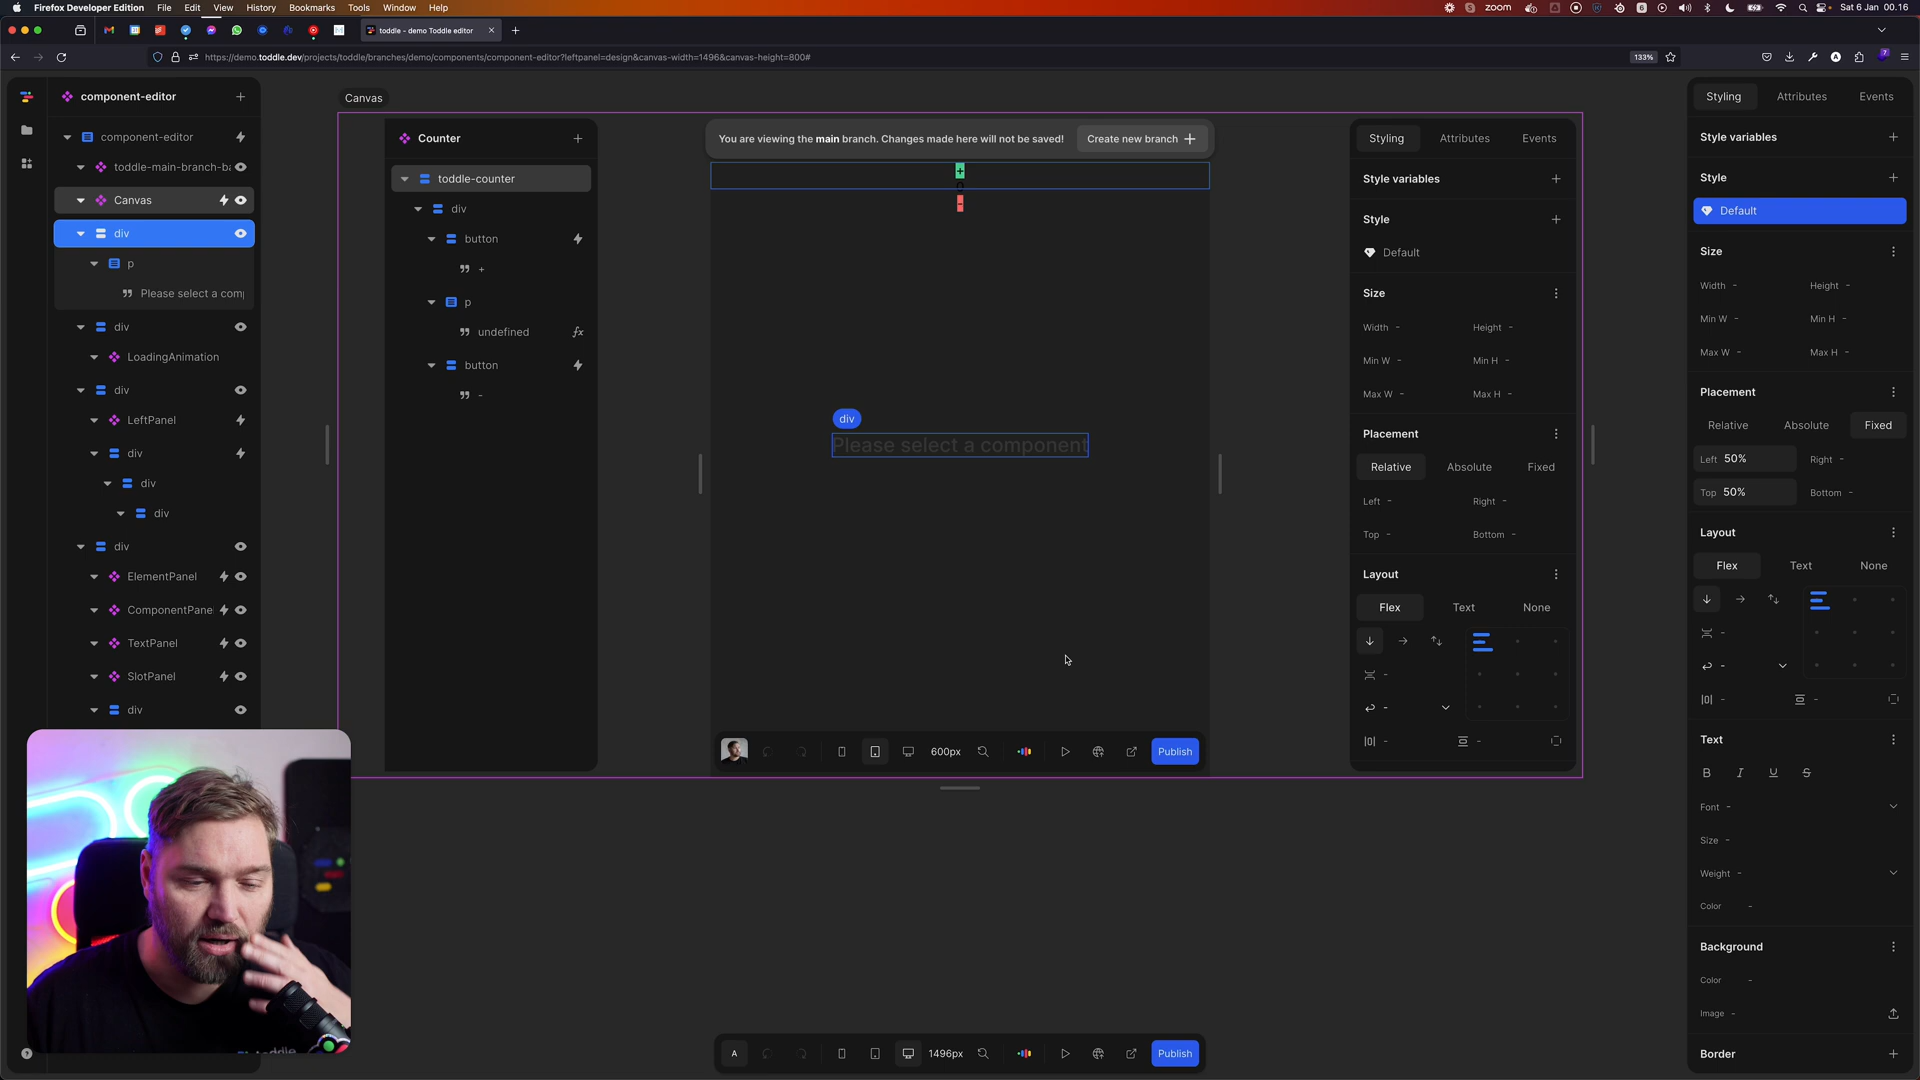 Firefox Developer Edition File Edit View History Bookmarks Tools Window Help
zoom
6
Sat 6 Jan 00.16
toddle - demo Toddle editor
https://demo.toddle.dev/projects/toddle/branches/demo/components/component-editor?leftpanel=design&canvas-width=1496&canvas-height=800#
133%
component-editor
component-editor
toddle-main-branch-ba
Canvas
div
p
Please select a comp
div
LoadingAnimation
div
LeftPanel
div
div
div
div
ElementPanel
ComponentPane
TextPanel
SlotPanel
div
Canvas
Counter
toddle-counter
div
button
+
p
undefined
button
-
You are viewing the main branch. Changes made here will not be saved!
Create new branch
+
0
-
div
Please select a component
600px
Publish
Styling Attributes Events
Style variables
Style
Default
Size
Width - Height -
Min W - Min H -
Max W - Max H -
Placement
Relative Absolute Fixed
Left - Right -
Top - Bottom -
Layout
Flex Text None
-
-
- -
A
1496px
Publish
Styling Attributes Events
Style variables
Style
Default
Size
Width - Height -
Min W - Min H -
Max W - Max H -
Placement
Relative Absolute Fixed
Left 50% Right -
Top 50% Bottom -
Layout
Flex Text None
-
-
- -
Text
B I U S
Font -
Size -
Weight -
Color -
Background
Color -
Image -
Border
toddle